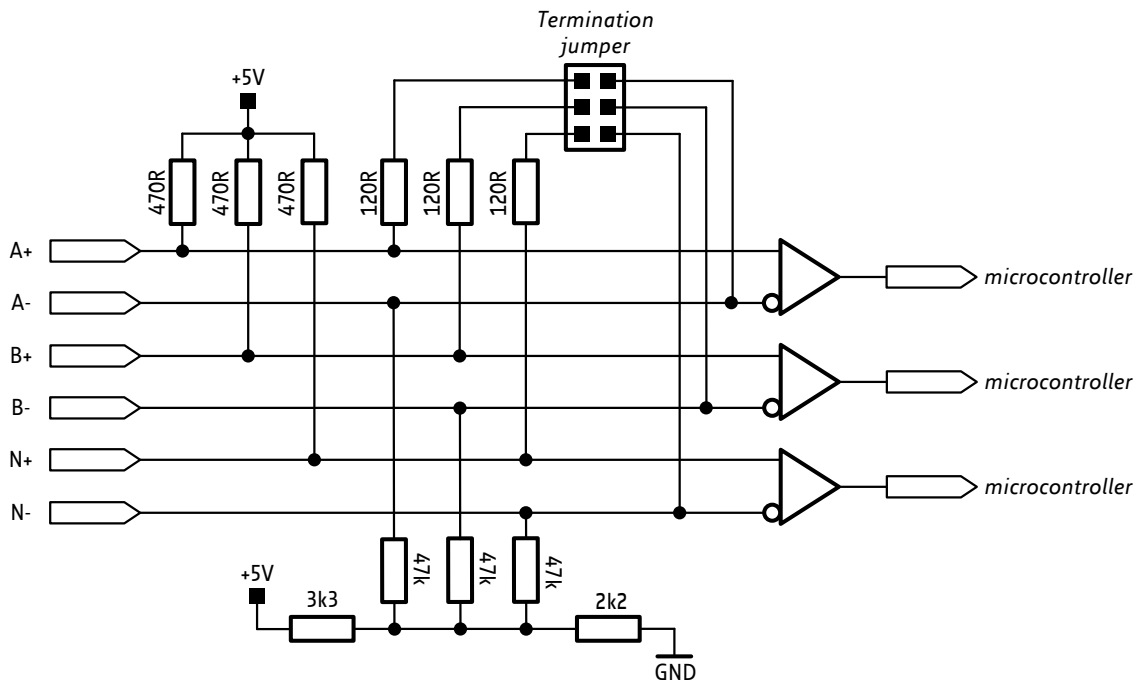 Termination
jumper
+5V
470R
470R
470R
120R
120R
120R
A+
microcontroller
A-
B+
microcontroller
B-
N+
microcontroller
N-
47k
47k
47k
+5V
3k3
2k2
GND